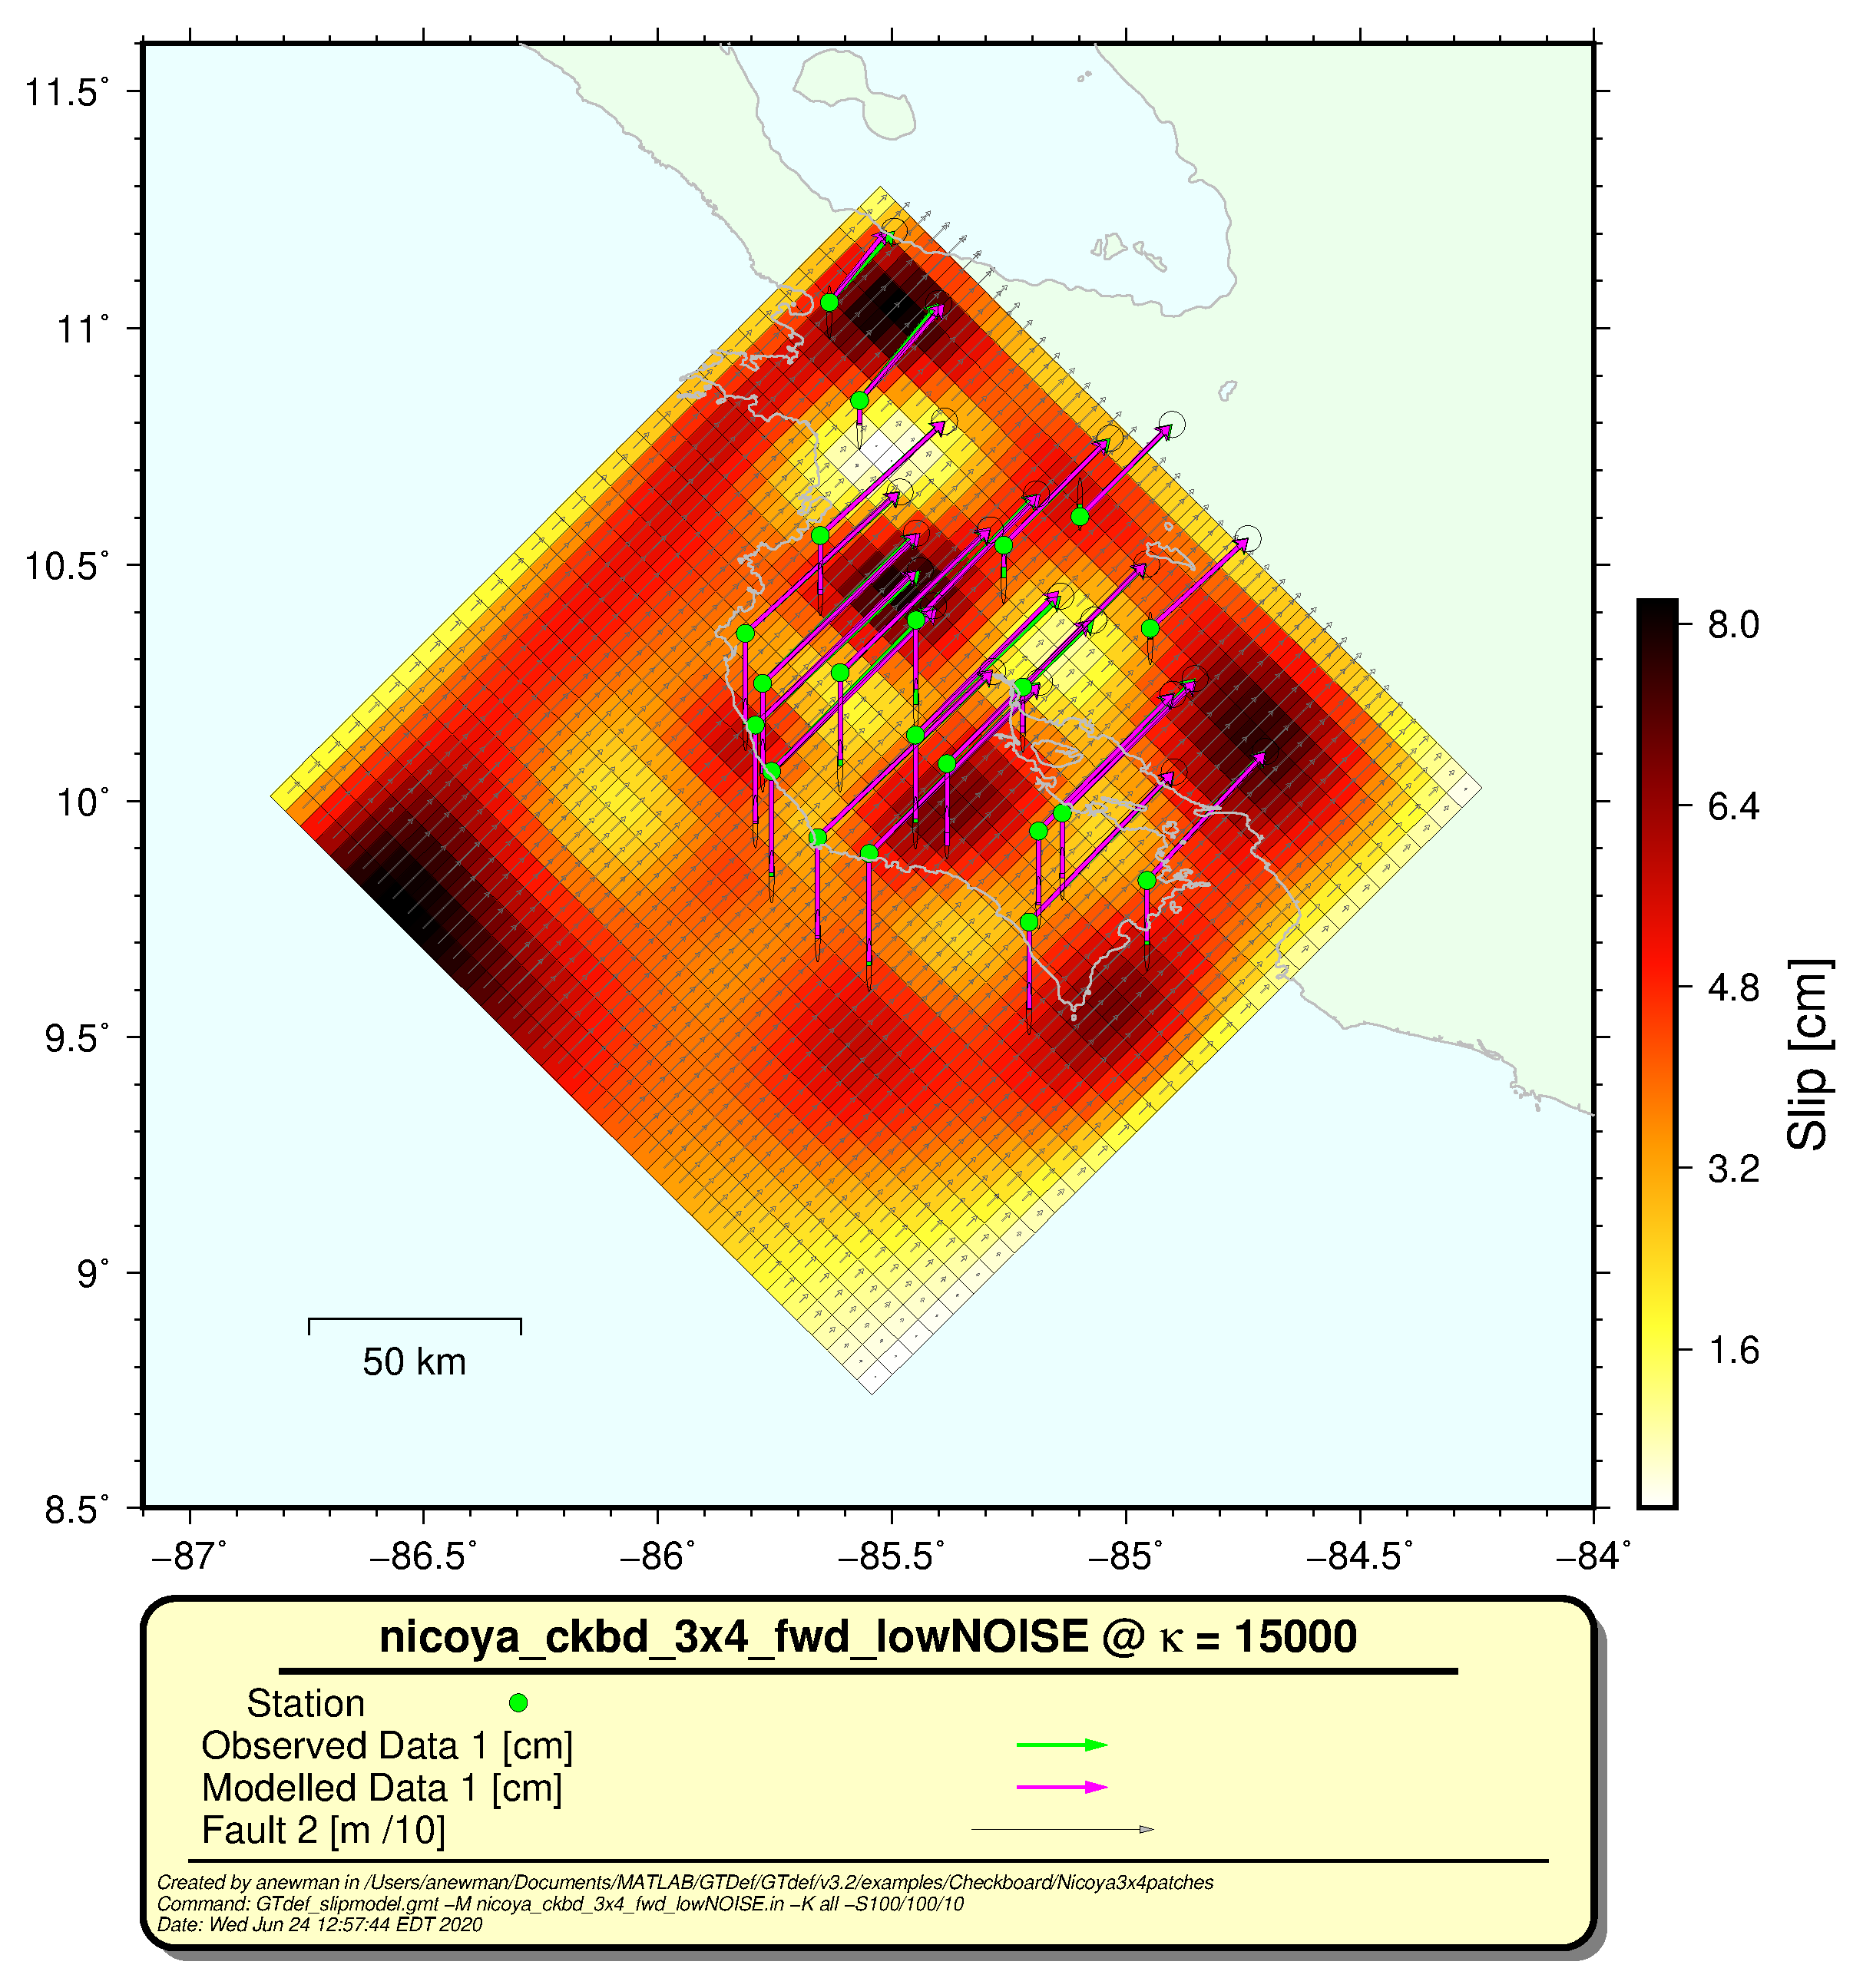 11.5°
11°
10.5°
10°
9.5°
9°
8.5°
−87°
−86.5°
−86°
−85.5°
−85°
−84.5°
−84°
50 km
8.0
6.4
4.8
3.2
1.6
Slip [cm]
nicoya_ckbd_3x4_fwd_lowNOISE @ κ = 15000
Station
Observed Data 1 [cm]
Modelled Data 1 [cm]
Fault 2 [m /10]
Created by anewman in /Users/anewman/Documents/MATLAB/GTDef/GTdef/v3.2/examples/Checkboard/Nicoya3x4patches
Command: GTdef_slipmodel.gmt −M nicoya_ckbd_3x4_fwd_lowNOISE.in −K all −S100/100/10
Date: Wed Jun 24 12:57:44 EDT 2020